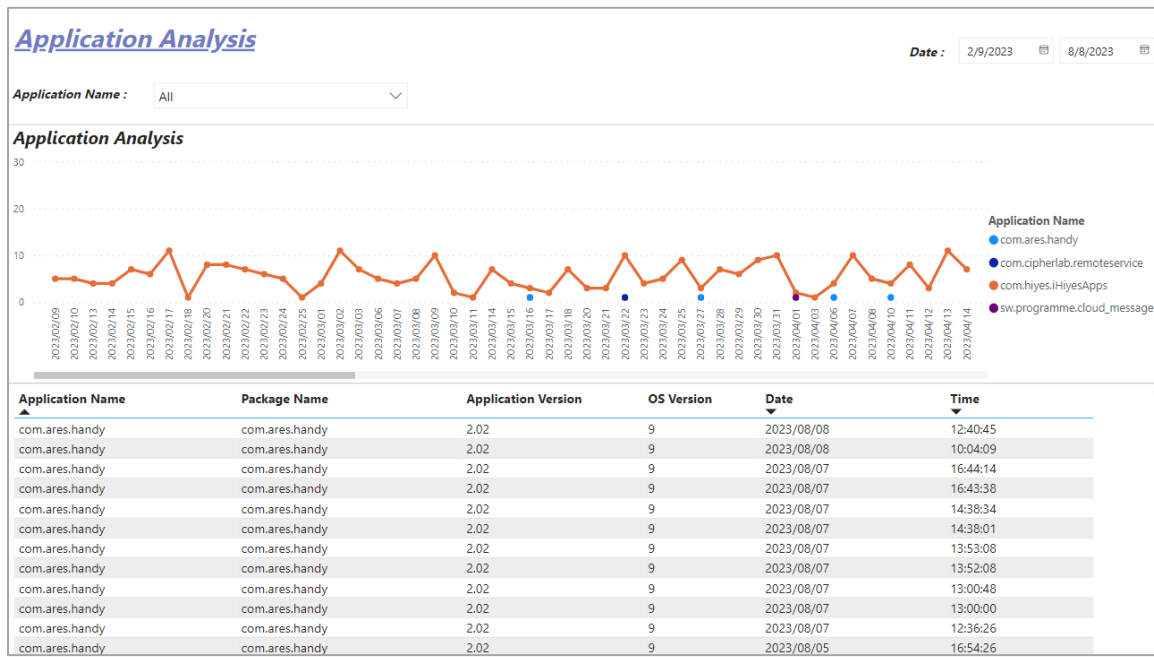 Application Analysis
Date : 2/9/2023 8/8/2023
Application Name : All
Application Analysis
30
20
10
0
2023/02/09 2023/02/10 2023/02/13 2023/02/14 2023/02/15 2023/02/16 2023/02/17 2023/02/18 2023/02/20 2023/02/21 2023/02/22 2023/02/23 2023/02/24 2023/02/25 2023/03/01 2023/03/02 2023/03/03 2023/03/06 2023/03/07 2023/03/08 2023/03/09 2023/03/10 2023/03/11 2023/03/14 2023/03/15 2023/03/16 2023/03/17 2023/03/18 2023/03/20 2023/03/21 2023/03/22 2023/03/23 2023/03/24 2023/03/25 2023/03/27 2023/03/28 2023/03/29 2023/03/30 2023/03/31 2023/04/01 2023/04/03 2023/04/06 2023/04/07 2023/04/08 2023/04/10 2023/04/11 2023/04/12 2023/04/13 2023/04/14
Application Name
com.ares.handy
com.cipherlab.remoteservice
com.hiyes.iHiyesApps
sw.programme.cloud_message
Application Name Package Name Application Version OS Version Date Time
com.ares.handy com.ares.handy 2.02 9 2023/08/08 12:40:45
com.ares.handy com.ares.handy 2.02 9 2023/08/08 10:04:09
com.ares.handy com.ares.handy 2.02 9 2023/08/07 16:44:14
com.ares.handy com.ares.handy 2.02 9 2023/08/07 16:43:38
com.ares.handy com.ares.handy 2.02 9 2023/08/07 14:38:34
com.ares.handy com.ares.handy 2.02 9 2023/08/07 14:38:01
com.ares.handy com.ares.handy 2.02 9 2023/08/07 13:53:08
com.ares.handy com.ares.handy 2.02 9 2023/08/07 13:52:08
com.ares.handy com.ares.handy 2.02 9 2023/08/07 13:00:48
com.ares.handy com.ares.handy 2.02 9 2023/08/07 13:00:00
com.ares.handy com.ares.handy 2.02 9 2023/08/07 12:36:26
com.ares.handy com.ares.handy 2.02 9 2023/08/05 16:54:26